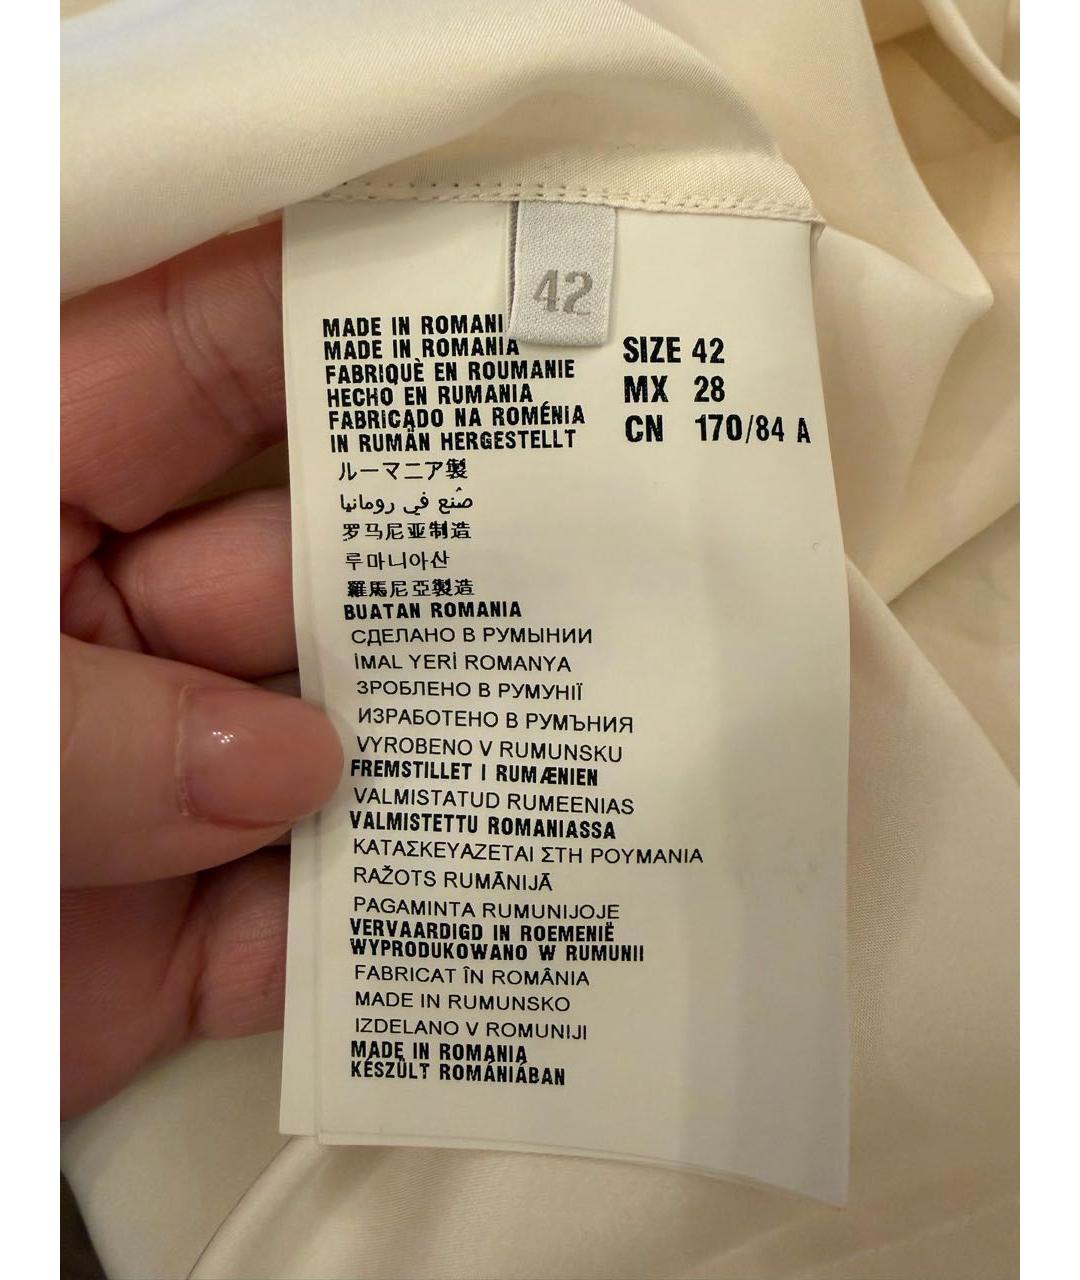 42
MADE IN ROMANI
MADE IN ROMANIA
FABRIQUÈ EN ROUMANIE
HECHO EN RUMANIA
FABRICADO NA ROMÉNIA
IN RUMÄN HERGESTELLT
ルーマニア製
صُنع في رومانيا
罗马尼亚制造
루마니아산
羅馬尼亞製造
BUATAN ROMANIA
СДЕЛАНО В РУМЫНИИ
İMAL YERİ ROMANYA
ЗРОБЛЕНО В РУМУНІЇ
ИЗРАБОТЕНО В РУМЪНИЯ
VYROBENO V RUMUNSKU
FREMSTILLET I RUMÆNIEN
VALMISTATUD RUMEENIAS
VALMISTETTU ROMANIASSA
ΚΑΤΑΣΚΕΥΑΖΕΤΑΙ ΣΤΗ ΡΟΥΜΑΝΙΑ
RAŽOTS RUMĀNIJĀ
PAGAMINTA RUMUNIJOJE
VERVAARDIGD IN ROEMENIË
WYPRODUKOWANO W RUMUNII
FABRICAT ÎN ROMÂNIA
MADE IN RUMUNSKO
IZDELANO V ROMUNIJI
MADE IN ROMANIA
KÉSZÜLT ROMÁNIÁBAN
SIZE 42
MX 28
CN 170/84 A